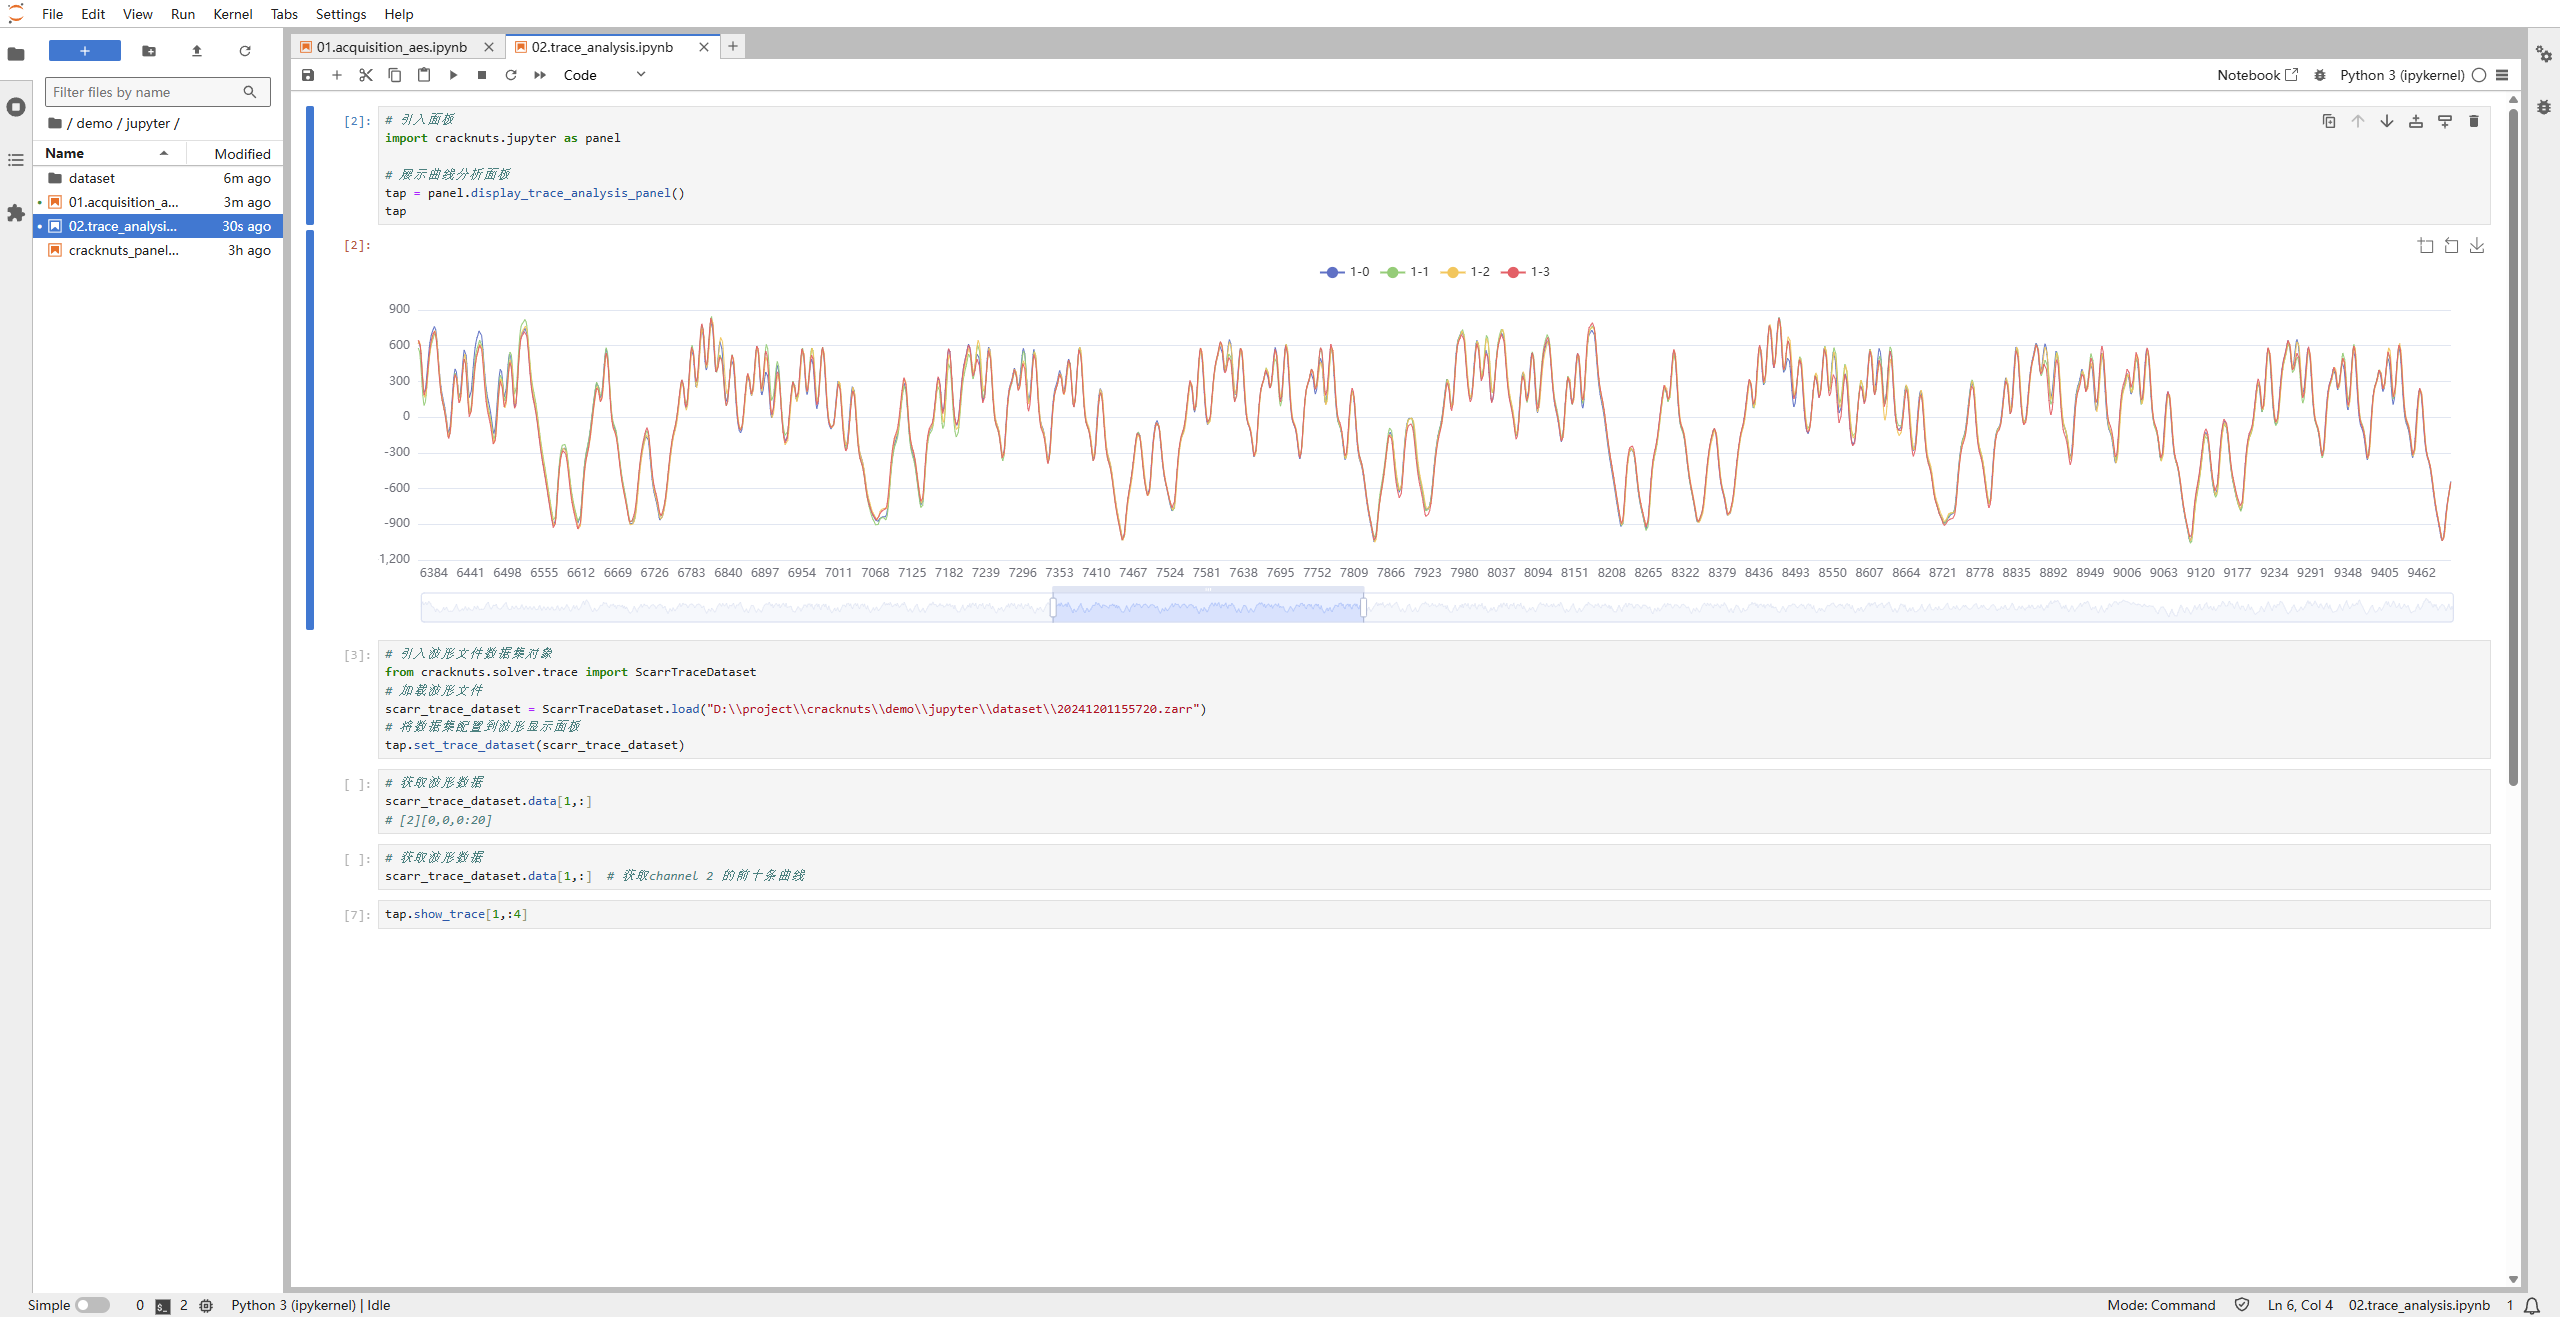 File Edit View Run Kernel Tabs Settings Help
Filter files by name
/ demo / jupyter /
Name Modified
dataset 6m ago
01.acquisition_a... 3m ago
02.trace_analysi... 30s ago
cracknuts_panel... 3h ago
01.acquisition_aes.ipynb
02.trace_analysis.ipynb
Code
Notebook
Python 3 (ipykernel)
[2]:
# 引入面板
import cracknuts.jupyter as panel
# 展示曲线分析面板
tap = panel.display_trace_analysis_panel()
tap
[2]:
1-0 1-1 1-2 1-3
900
600
300
0
-300
-600
-900
1,200
6384 6441 6498 6555 6612 6669 6726 6783 6840 6897 6954 7011 7068 7125 7182 7239 7296 7353 7410 7467 7524 7581 7638 7695 7752 7809 7866 7923 7980 8037 8094 8151 8208 8265 8322 8379 8436 8493 8550 8607 8664 8721 8778 8835 8892 8949 9006 9063 9120 9177 9234 9291 9348 9405 9462
[3]:
# 引入波形文件数据集对象
from cracknuts.solver.trace import ScarrTraceDataset
# 加载波形文件
scarr_trace_dataset = ScarrTraceDataset.load("D:\\project\\cracknuts\\demo\\jupyter\\dataset\\20241201155720.zarr")
# 将数据集配置到波形显示面板
tap.set_trace_dataset(scarr_trace_dataset)
[ ]:
# 获取波形数据
scarr_trace_dataset.data[1,:]
# [2][0,0,0:20]
[ ]:
# 获取波形数据
scarr_trace_dataset.data[1,:] # 获取channel 2 的前十条曲线
[7]:
tap.show_trace[1,:4]
Simple 0 2 Python 3 (ipykernel) | Idle
Mode: Command Ln 6, Col 4 02.trace_analysis.ipynb 1